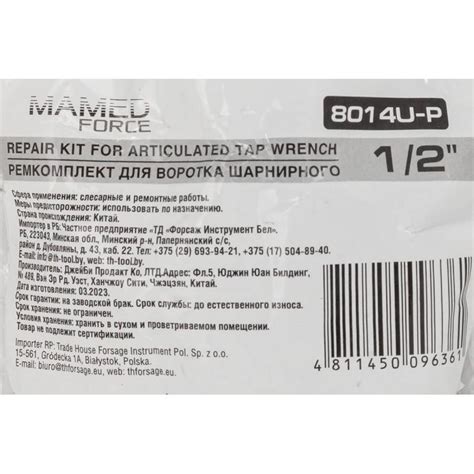 MAMED
FORCE
8014U-P
REPAIR KIT FOR ARTICULATED TAP WRENCH
РЕМКОМПЛЕКТ ДЛЯ ВОРОТКА ШАРНИРНОГО
1/2"
Сфера применения: слесарные и ремонтные работы.
Меры предосторожности: использовать по назначению.
Страна происхождения: Китай.
Импортер в РБ: Частное предприятие «ТД «Форсаж Инструмент Бел».
РБ, 223043, Минская обл., Минский р-н, Папернянский с/с,
район д. Дубовляны, д. 43, каб. 22. Тел.: +375 (29) 693-94-21, +375 (17) 504-89-40.
E-mail: info@th-tool.by, web: th-tool.by
Производитель: ДжейБи Продакт Ко, ЛТД.Адрес: Фл.5, Юджин Юан Билдинг,
№ 489, Вэн Эр Рд. Уэст, Ханчжоу Сити, Чжэцзян, Китай.
Дата изготовления: 03.2023.
Срок гарантии: на заводской брак. Срок службы: до естественного износа.
Срок хранения: не ограничен.
Условия хранения: хранить в сухом и проветриваемом помещении.
Товар не подлежит сертификации.
Importer RP: Trade House Forsage Instrument Pol. Sp. z o.o.
15-561, Gródecka 1A, Białystok, Polska.
E-mail: biuro@thforsage.eu, web: thforsage.eu
4 811450 096361